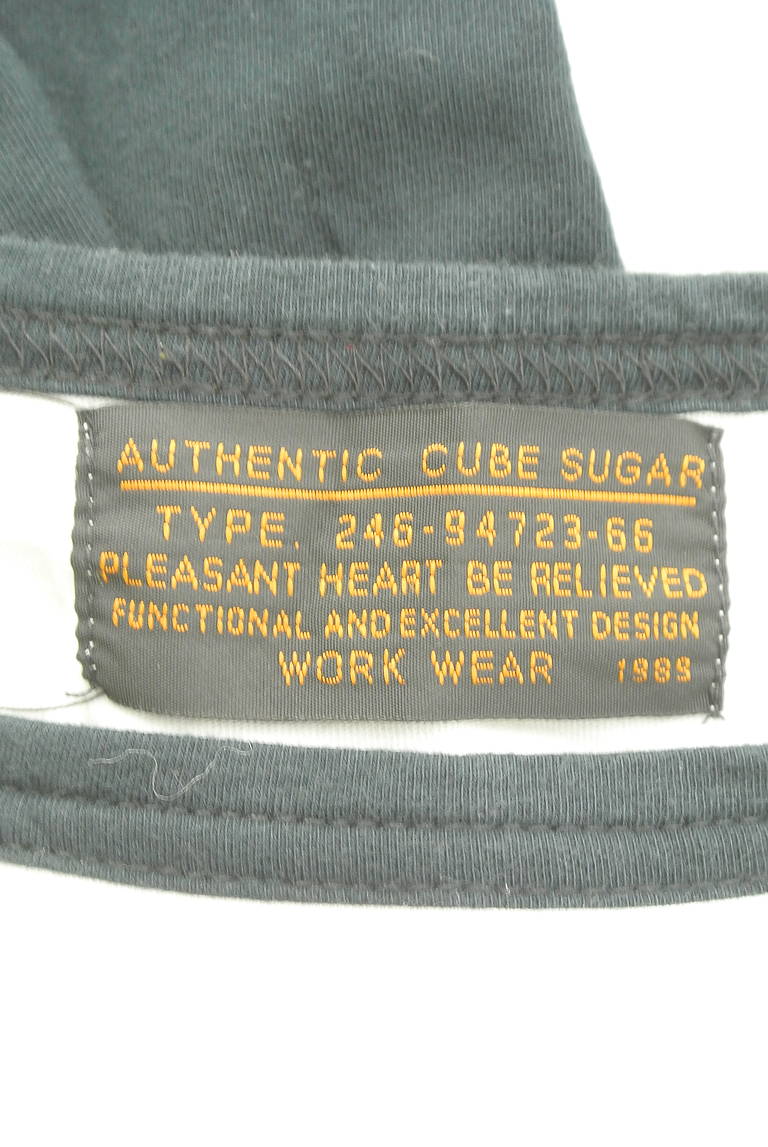 AUTHENTIC CUBE SUGAR
TYPE. 246-94723-66
PLEASANT HEART BE RELIEVED
FUNCTIONAL AND EXCELLENT DESIGN
WORK WEAR 1989